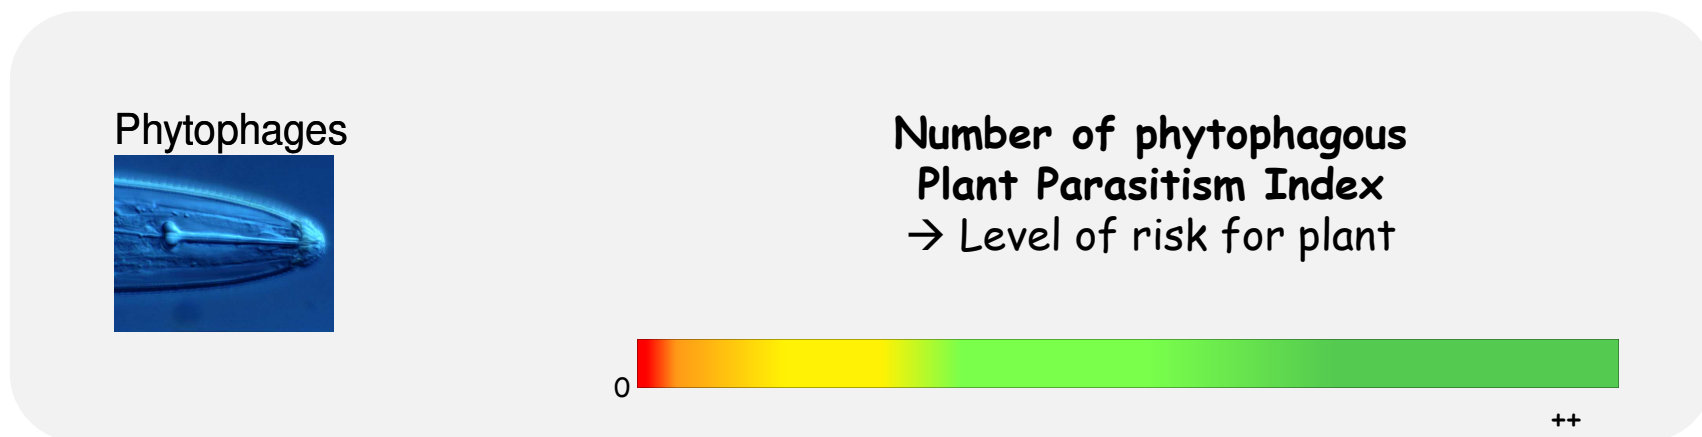 Phytophages
Number of phytophagous
Plant Parasitism Index
→ Level of risk for plant
0
++